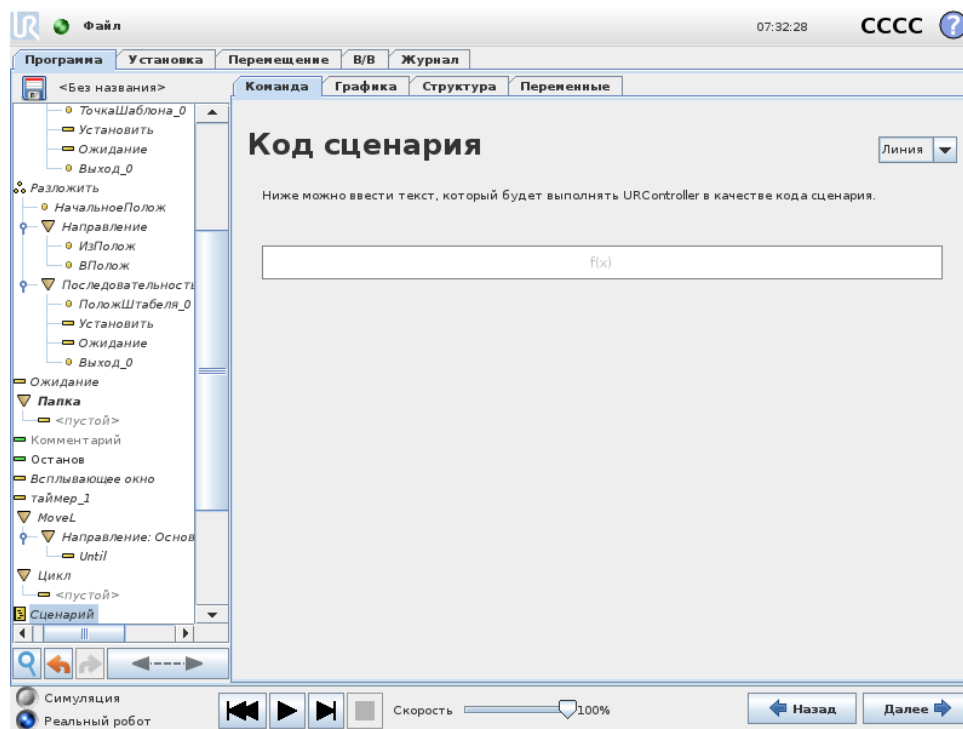 Файл
07:32:28
CCCC
?
Программа Установка Перемещение В/В Журнал
<Без названия>
Команда Графика Структура Переменные
ТочкаШаблона_0
Установить
Ожидание
Выход_0
Разложить
НачальноеПолож
Направление
ИзПолож
ВПолож
Последовательность
ПоложШтабеля_0
Установить
Ожидание
Выход_0
Ожидание
Папка
<пустой>
Комментарий
Останов
Всплывающее окно
таймер_1
MoveL
Направление: Основ
Until
Цикл
<пустой>
Сценарий
Код сценария
Линия
Ниже можно ввести текст, который будет выполнять URController в качестве кода сценария.
f(x)
Симуляция
Реальный робот
Скорость 100%
Назад Далее